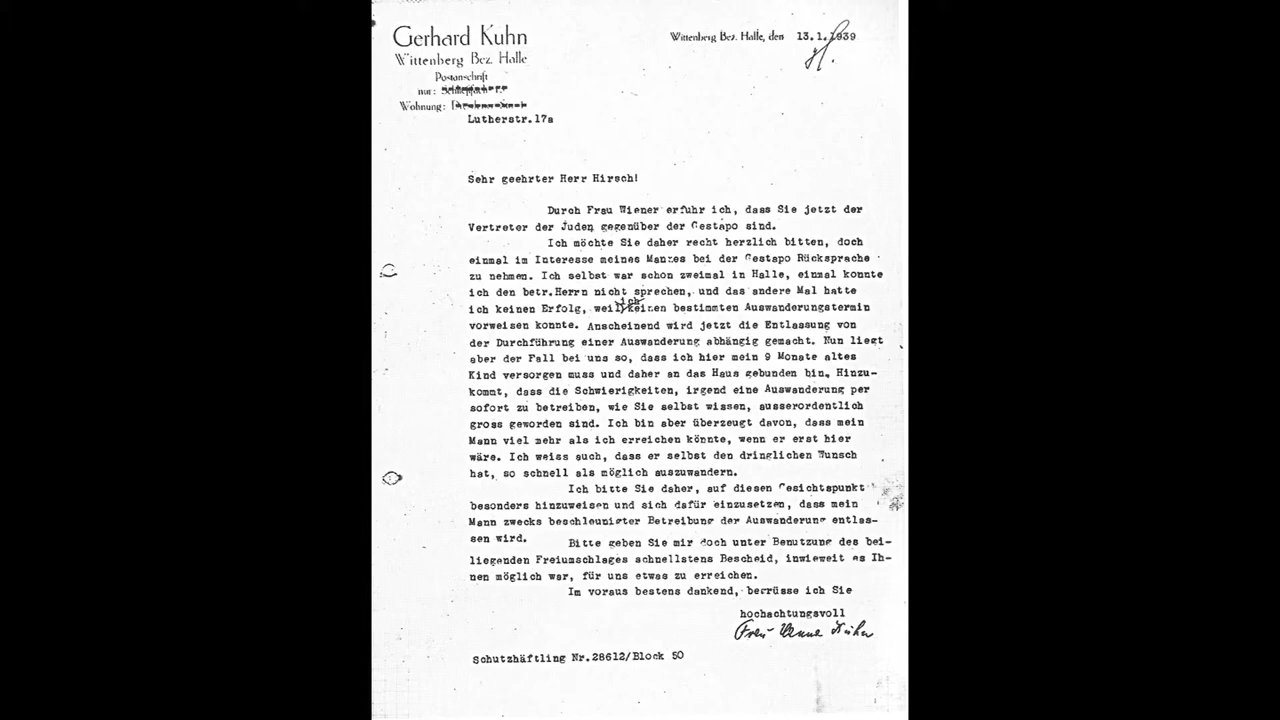 Gerhard Kuhn
Wittenberg Bez. Halle, den 13.1.1939
Wittenberg Bez. Halle
Postanschrift
nur:
Wohnung:
Lutherstr.17a
Sehr geehrter Herr Hirsch!
Durch Frau Wiener erfuhr ich, dass Sie jetzt der
Vertreter der Juden gegenüber der Gestapo sind.
Ich möchte Sie daher recht herzlich bitten, doch
einmal im Interesse meines Mannes bei der Gestapo Rücksprache
zu nehmen. Ich selbst war schon zweimal in Halle, einmal konnte
ich den betr.Herrn nicht sprechen, und das andere Mal hatte
ich keinen Erfolg, weil ich keinen bestimmten Auswanderungstermin
vorweisen konnte. Anscheinend wird jetzt die Entlassung von
der Durchführung einer Auswanderung abhängig gemacht. Nun liegt
aber der Fall bei uns so, dass ich hier mein 9 Monate altes
Kind versorgen muss und daher an das Haus gebunden bin. Hinzu-
kommt, dass die Schwierigkeiten, irgend eine Auswanderung per
sofort zu betreiben, wie Sie selbst wissen, ausserordentlich
gross geworden sind. Ich bin aber überzeugt davon, dass mein
Mann viel mehr als ich erreichen könnte, wenn er erst hier
wäre. Ich weiss auch, dass er selbst den dringlichen Wunsch
hat, so schnell als möglich auszuwandern.
Ich bitte Sie daher, auf diesen Gesichtspunkt
besonders hinzuweisen und sich dafür einzusetzen, dass mein
Mann zwecks beschleunigter Betreibung der Auswanderung entlas-
sen wird.
Bitte geben Sie mir doch unter Benutzung des bei-
liegenden Freiumschlages schnellstens Bescheid, inwieweit es Ih-
nen möglich war, für uns etwas zu erreichen.
Im voraus bestens dankend, begrüsse ich Sie
hochachtungsvoll
Frau Kuhn
Schutzhäftling Nr.28612/Block 50